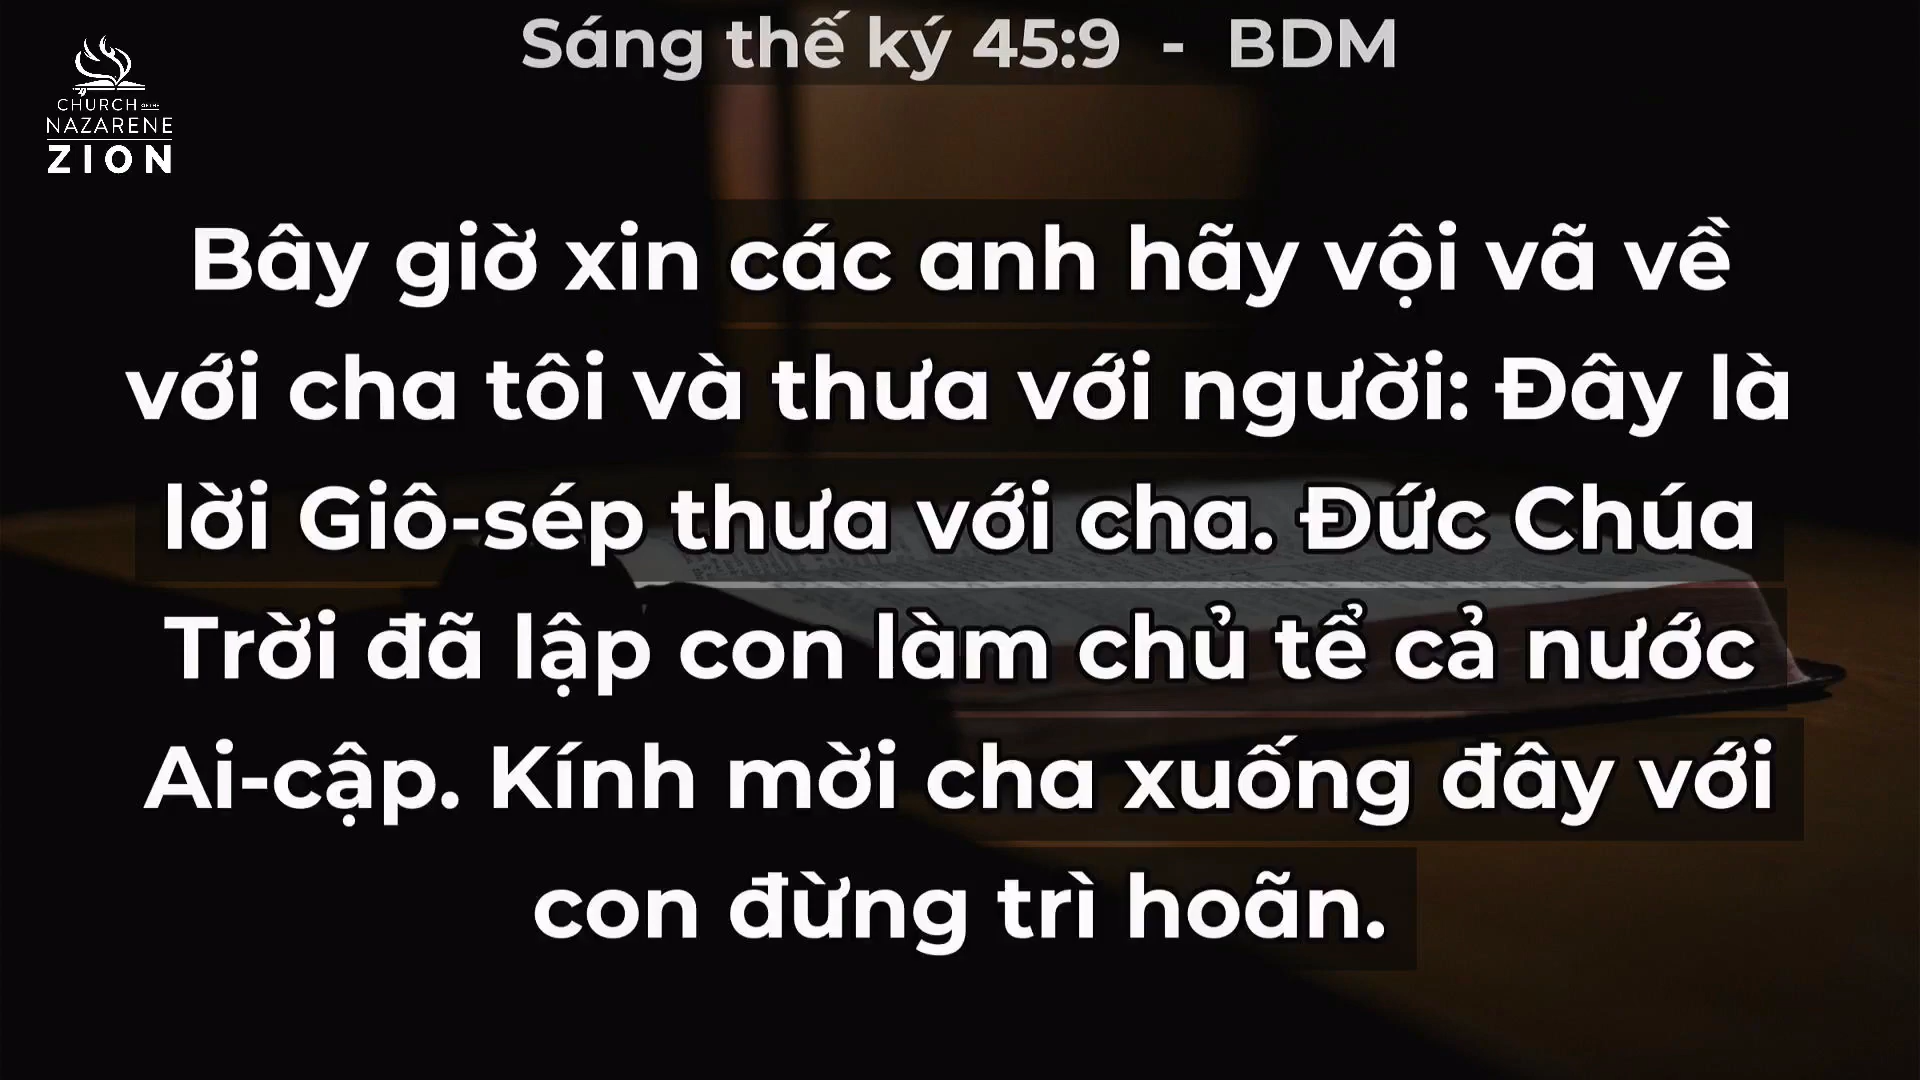 Sáng thế ký 45:9 - BDM
CHURCH OF THE
NAZARENE
ZION
Bây giờ xin các anh hãy vội vã về
với cha tôi và thưa với người: Đây là
lời Giô-sép thưa với cha. Đức Chúa
Trời đã lập con làm chủ tể cả nước
Ai-cập. Kính mời cha xuống đây với
con đừng trì hoãn.